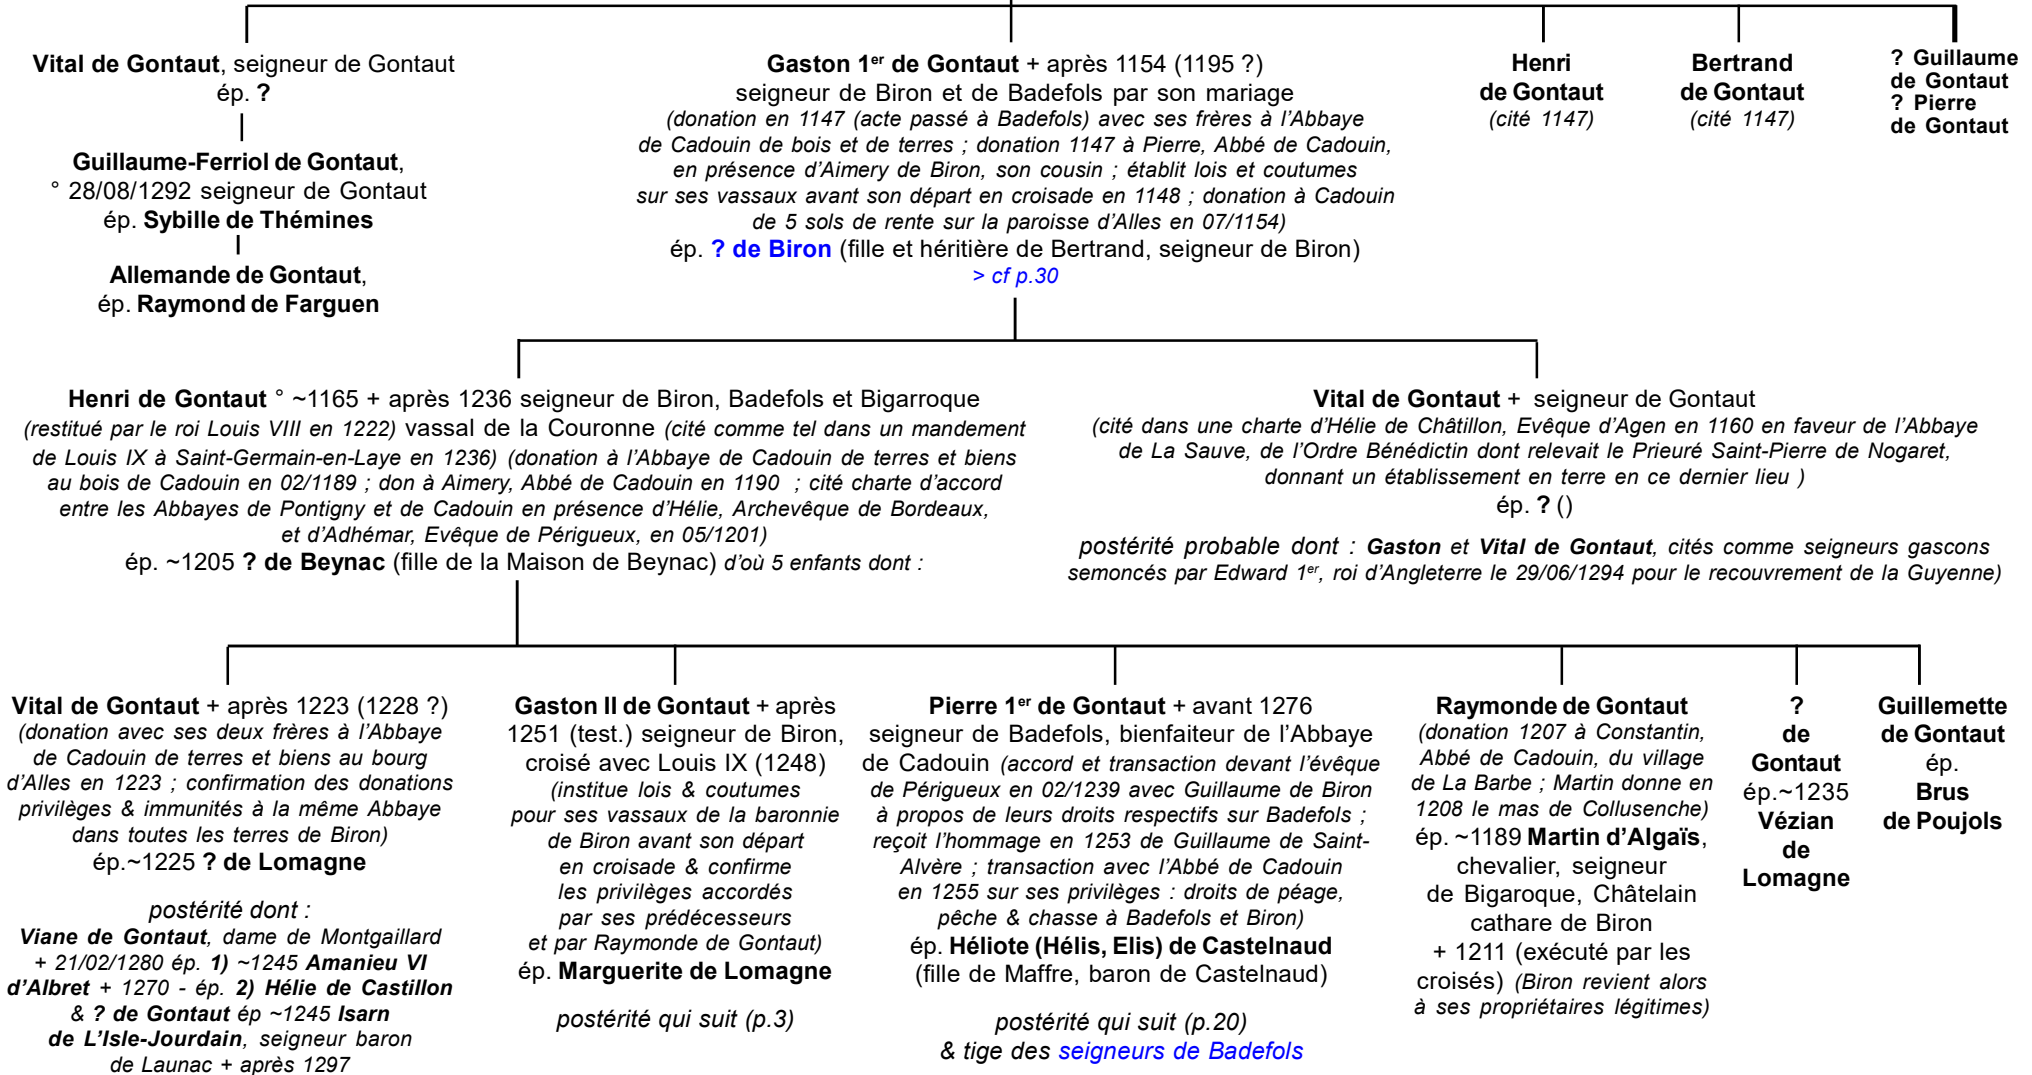 Vital de Gontaut, seigneur de Gontaut
ép. ?
Guillaume-Ferriol de Gontaut,
° 28/08/1292 seigneur de Gontaut
ép. Sybille de Thémines
Allemande de Gontaut,
ép. Raymond de Farguen
Gaston 1er de Gontaut + après 1154 (1195 ?)
seigneur de Biron et de Badefols par son mariage
(donation en 1147 (acte passé à Badefols) avec ses frères à l’Abbaye
de Cadouin de bois et de terres ; donation 1147 à Pierre, Abbé de Cadouin,
en présence d’Aimery de Biron, son cousin ; établit lois et coutumes
sur ses vassaux avant son départ en croisade en 1148 ; donation à Cadouin
de 5 sols de rente sur la paroisse d’Alles en 07/1154)
ép. ? de Biron (fille et héritière de Bertrand, seigneur de Biron)
> cf p.30
Henri
de Gontaut
(cité 1147)
Bertrand
de Gontaut
(cité 1147)
? Guillaume
de Gontaut
? Pierre
de Gontaut
Henri de Gontaut ° ~1165 + après 1236 seigneur de Biron, Badefols et Bigarroque
(restitué par le roi Louis VIII en 1222) vassal de la Couronne (cité comme tel dans un mandement
de Louis IX à Saint-Germain-en-Laye en 1236) (donation à l’Abbaye de Cadouin de terres et biens
au bois de Cadouin en 02/1189 ; don à Aimery, Abbé de Cadouin en 1190 ; cité charte d’accord
entre les Abbayes de Pontigny et de Cadouin en présence d’Hélie, Archevêque de Bordeaux,
et d’Adhémar, Evêque de Périgueux, en 05/1201)
ép. ~1205 ? de Beynac (fille de la Maison de Beynac) d’où 5 enfants dont :
Vital de Gontaut + seigneur de Gontaut
(cité dans une charte d’Hélie de Châtillon, Evêque d’Agen en 1160 en faveur de l’Abbaye
de La Sauve, de l’Ordre Bénédictin dont relevait le Prieuré Saint-Pierre de Nogaret,
donnant un établissement en terre en ce dernier lieu )
ép. ? ()
postérité probable dont : Gaston et Vital de Gontaut, cités comme seigneurs gascons
semoncés par Edward 1er, roi d’Angleterre le 29/06/1294 pour le recouvrement de la Guyenne)
Vital de Gontaut + après 1223 (1228 ?)
(donation avec ses deux frères à l’Abbaye
de Cadouin de terres et biens au bourg
d’Alles en 1223 ; confirmation des donations
privilèges & immunités à la même Abbaye
dans toutes les terres de Biron)
ép.~1225 ? de Lomagne
postérité dont :
Viane de Gontaut, dame de Montgaillard
+ 21/02/1280 ép. 1) ~1245 Amanieu VI
d’Albret + 1270 - ép. 2) Hélie de Castillon
& ? de Gontaut ép ~1245 Isarn
de L’Isle-Jourdain, seigneur baron
de Launac + après 1297
Gaston II de Gontaut + après
1251 (test.) seigneur de Biron,
croisé avec Louis IX (1248)
(institue lois & coutumes
pour ses vassaux de la baronnie
de Biron avant son départ
en croisade & confirme
les privilèges accordés
par ses prédécesseurs
et par Raymonde de Gontaut)
ép. Marguerite de Lomagne
postérité qui suit (p.3)
Pierre 1er de Gontaut + avant 1276
seigneur de Badefols, bienfaiteur de l’Abbaye
de Cadouin (accord et transaction devant l’évêque
de Périgueux en 02/1239 avec Guillaume de Biron
à propos de leurs droits respectifs sur Badefols ;
reçoit l’hommage en 1253 de Guillaume de Saint-
Alvère ; transaction avec l’Abbé de Cadouin
en 1255 sur ses privilèges : droits de péage,
pêche & chasse à Badefols et Biron)
ép. Héliote (Hélis, Elis) de Castelnaud
(fille de Maffre, baron de Castelnaud)
postérité qui suit (p.20)
& tige des seigneurs de Badefols
Raymonde de Gontaut
(donation 1207 à Constantin,
Abbé de Cadouin, du village
de La Barbe ; Martin donne en
1208 le mas de Collusenche)
ép. ~1189 Martin d’Algaïs,
chevalier, seigneur
de Bigaroque, Châtelain
cathare de Biron
+ 1211 (exécuté par les
croisés) (Biron revient alors
à ses propriétaires légitimes)
?
de
Gontaut
ép.~1235
Vézian
de
Lomagne
Guillemette
de Gontaut
ép.
Brus
de Poujols